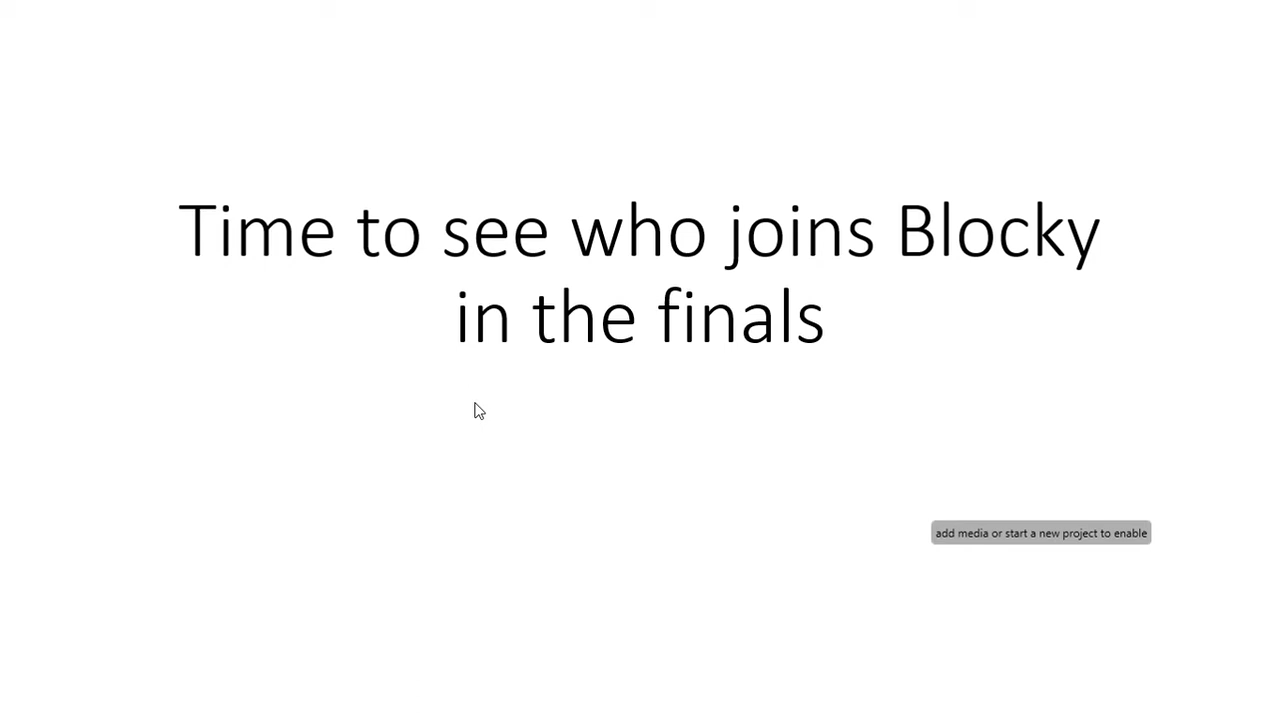 Time to see who joins Blocky
in the finals
add media or start a new project to enable